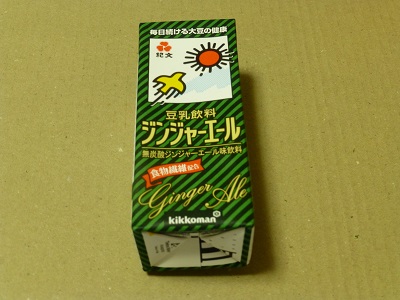 毎日続ける大豆の健康
紀文
豆乳飲料
ジンジャーエール
無炭酸ジンジャーエール味飲料
食物繊維配合
Ginger Ale
kikkoman®